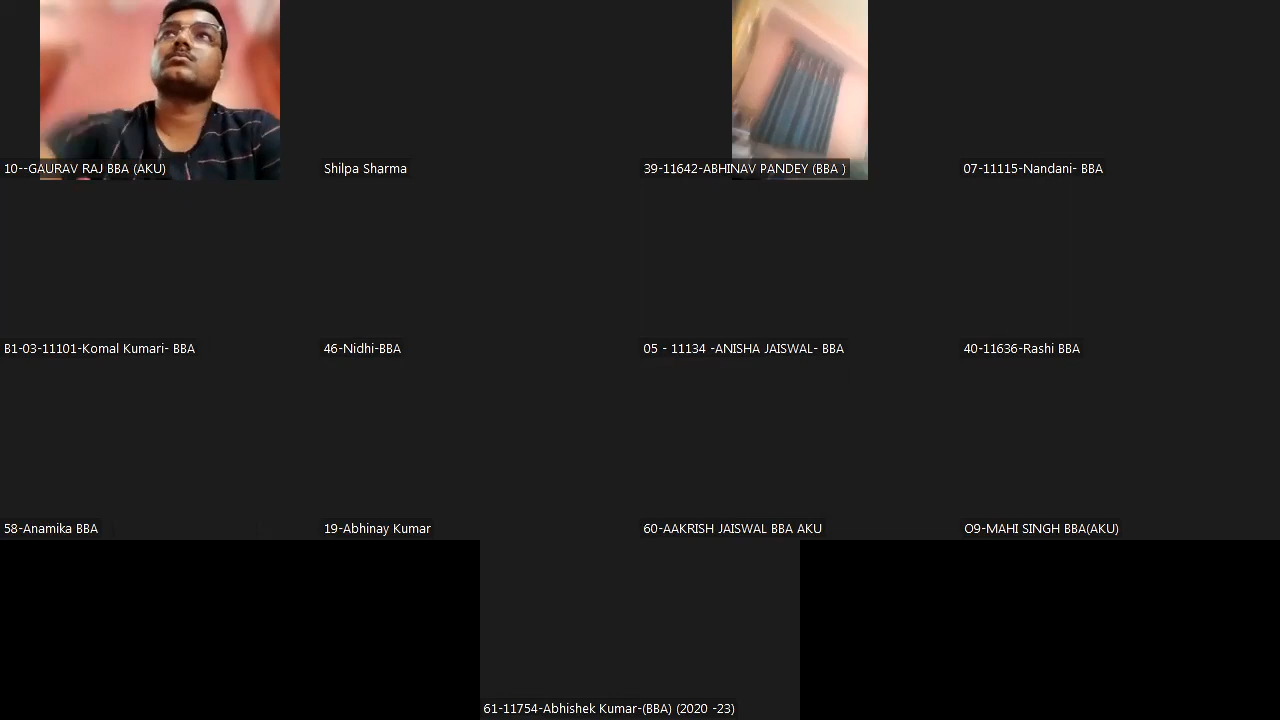 10--GAURAV RAJ BBA (AKU)
Shilpa Sharma
39-11642-ABHINAV PANDEY (BBA )
07-11115-Nandani- BBA
B1-03-11101-Komal Kumari- BBA
46-Nidhi-BBA
05 - 11134 -ANISHA JAISWAL- BBA
40-11636-Rashi BBA
58-Anamika BBA
19-Abhinay Kumar
60-AAKRISH JAISWAL BBA AKU
O9-MAHI SINGH BBA(AKU)
61-11754-Abhishek Kumar-(BBA) (2020 -23)